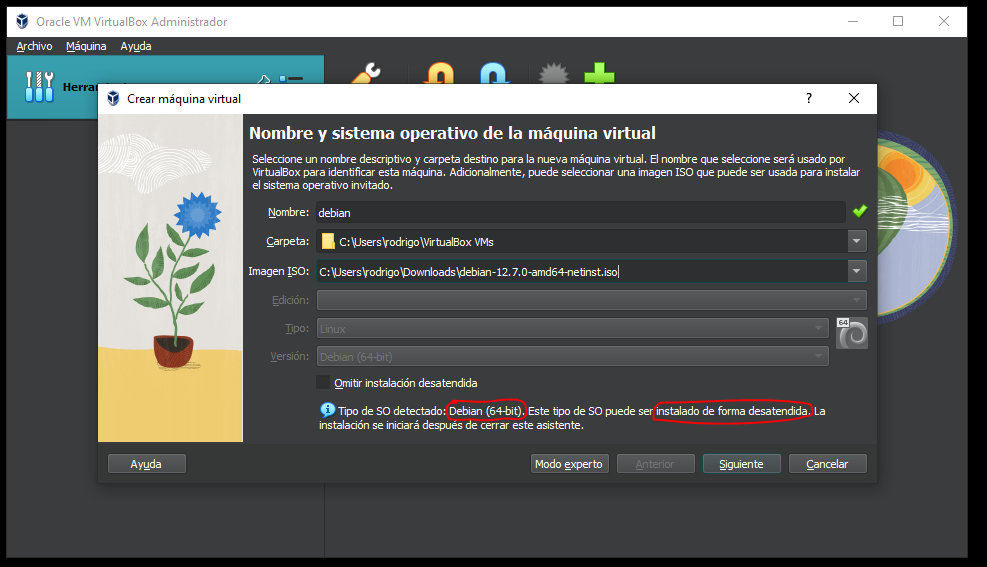 Oracle VM VirtualBox Administrador
Archivo Máquina Ayuda
Crear máquina virtual ?
Nombre y sistema operativo de la máquina virtual
Seleccione un nombre descriptivo y carpeta destino para la nueva máquina virtual. El nombre que seleccione será usado por
VirtualBox para identificar esta máquina. Adicionalmente, puede seleccionar una imagen ISO que puede ser usada para instalar
el sistema operativo invitado.
Nombre: debian
Carpeta: C:\Users\rodrigo\VirtualBox VMs
Imagen ISO: C:\Users\rodrigo\Downloads\debian-12.7.0-amd64-netinst.iso
Edición:
Tipo: Linux
64
Versión: Debian (64-bit)
Omitir instalación desatendida
Tipo de SO detectado: Debian (64-bit). Este tipo de SO puede ser instalado de forma desatendida. La
instalación se iniciará después de cerrar este asistente.
Ayuda Modo experto Anterior Siguiente Cancelar